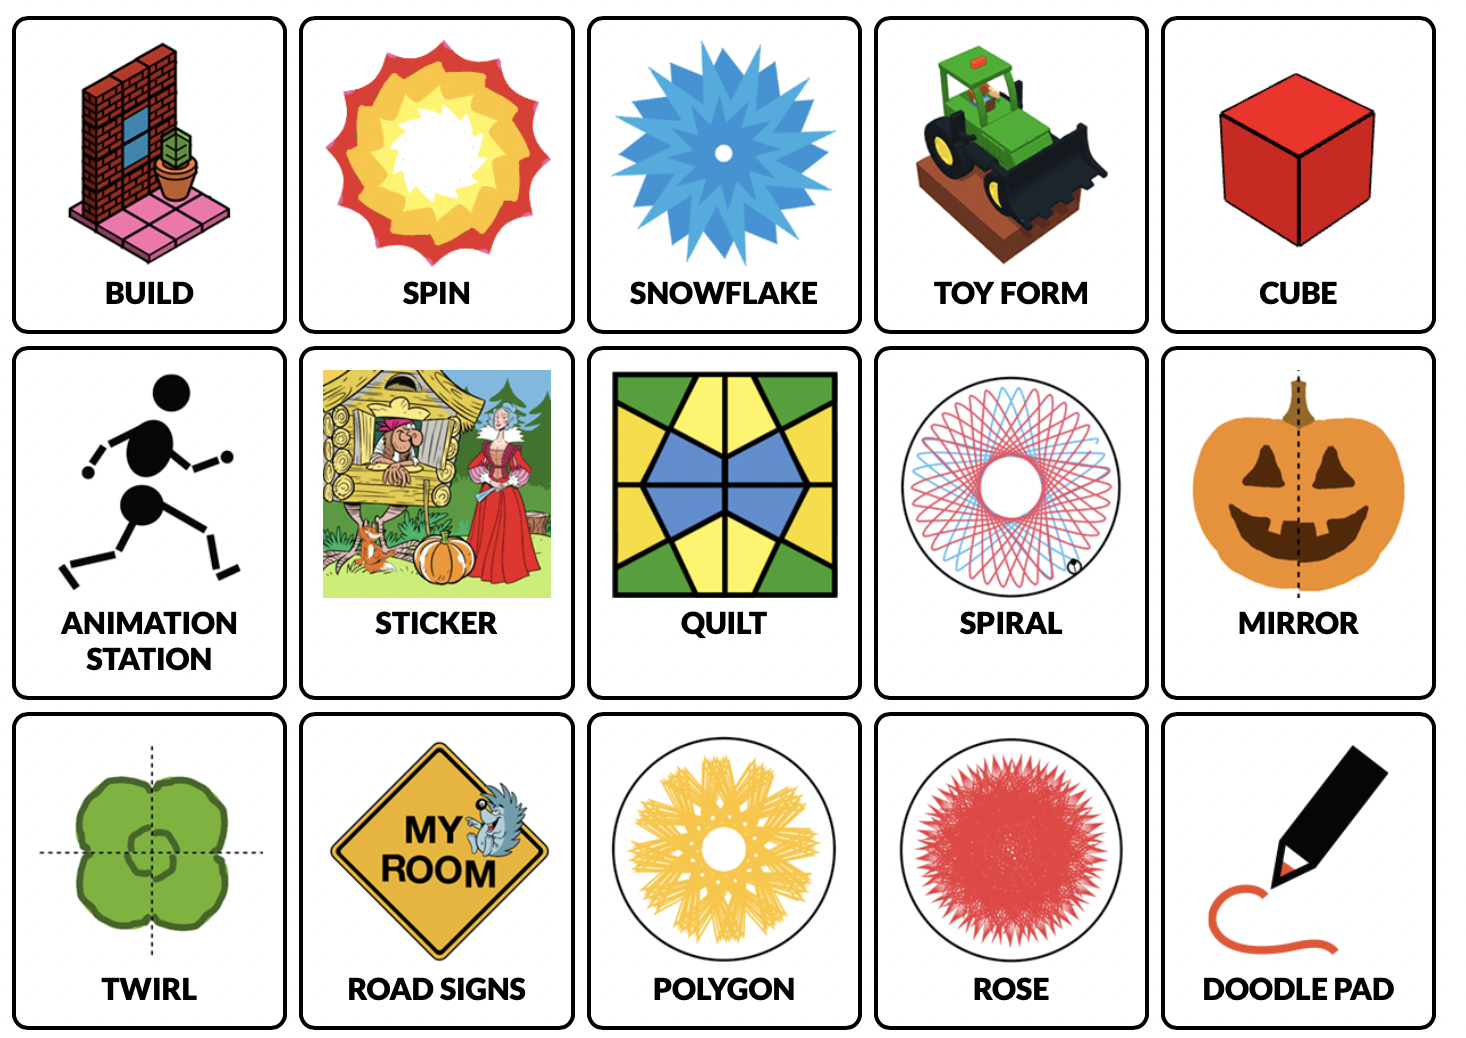 BUILD
SPIN
SNOWFLAKE
TOY FORM
CUBE
ANIMATION
STATION
STICKER
QUILT
SPIRAL
MIRROR
TWIRL
MY
ROOM
ROAD SIGNS
POLYGON
ROSE
DOODLE PAD